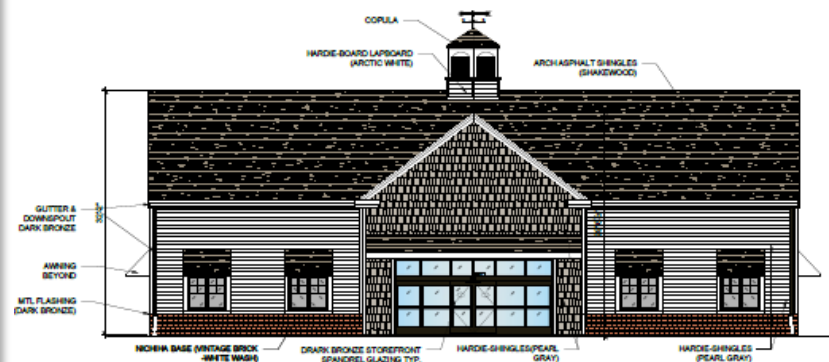 COPULA
HARDIE-BOARD LAPBOARD
(ARCTIC WHITE)
ARCH ASPHALT SHINGLES
(SHAKEWOOD)
GUTTER &
DOWNSPOUT
DARK BRONZE
AWNING
BEYOND
MTL FLASHING
(DARK BRONZE)
NICHIHA BASE (VINTAGE BRICK
-WHITE WASH)
DRARK BRONZE STOREFRONT
SPANDREL GLAZING TYP.
HARDIE-SHINGLES(PEARL
GRAY)
HARDIE-SHINGLES
(PEARL GRAY)